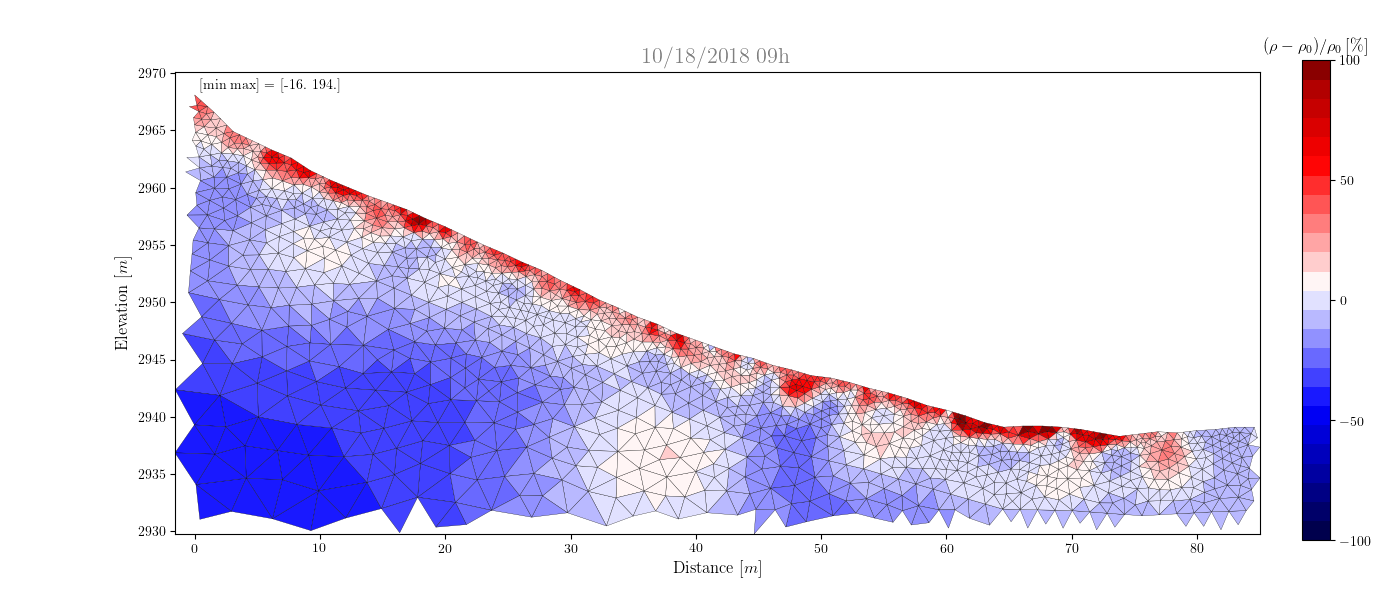 10/18/2018 09h
(ρ − ρ₀)/ρ₀ [%]
[min max] = [-16. 194.]
2970
2965
2960
2955
2950
2945
2940
2935
2930
Elevation [m]
0 10 20 30 40 50 60 70 80
Distance [m]
100
50
0
−50
−100